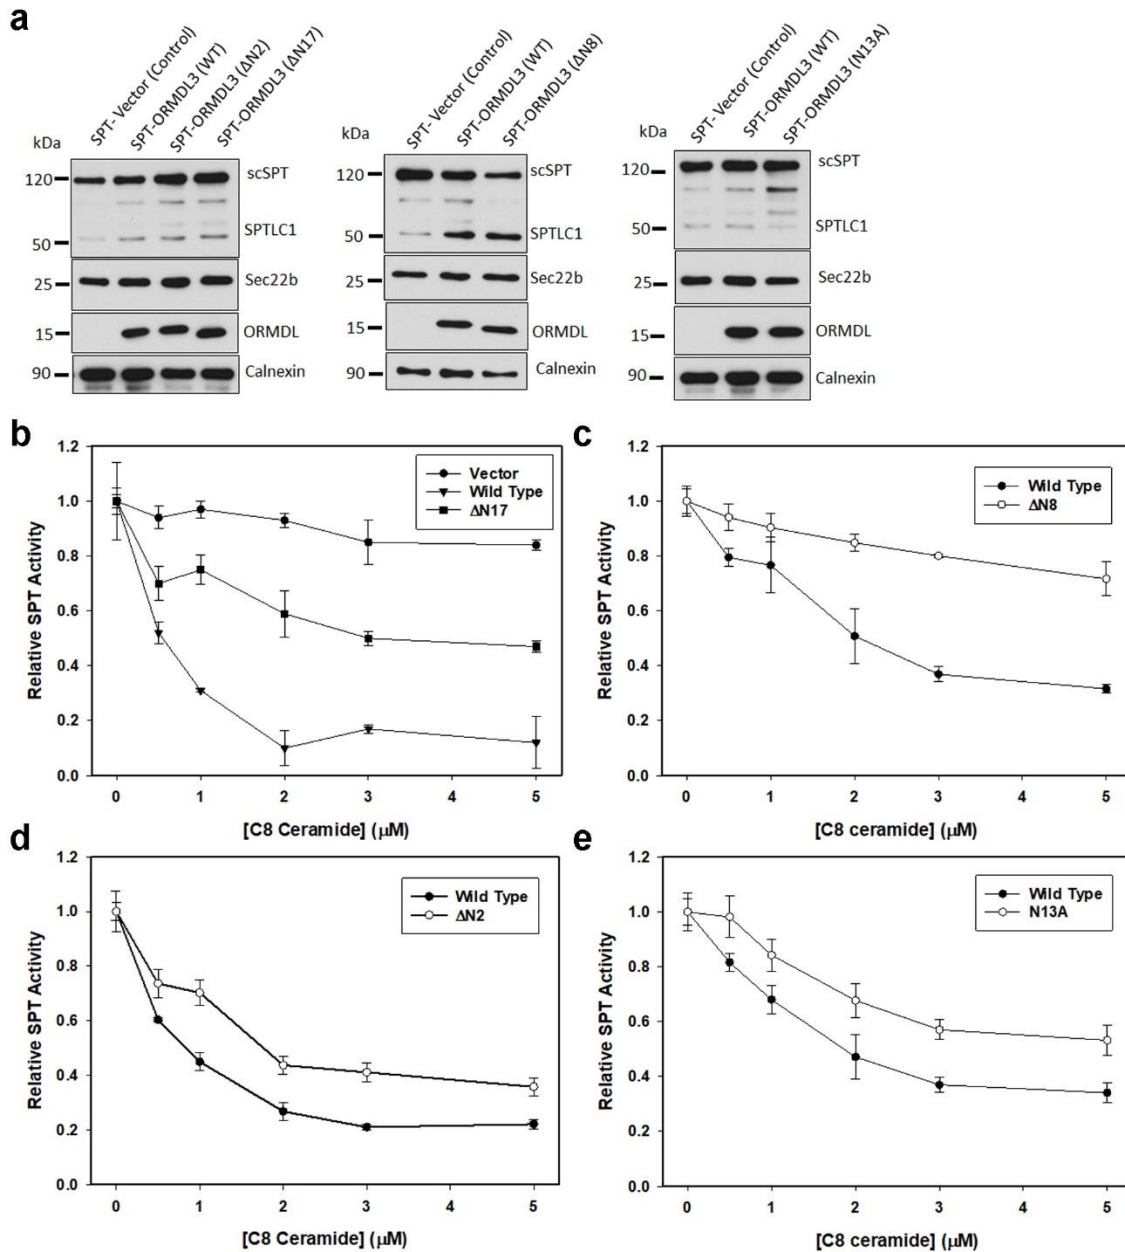 a
SPT- Vector (Control)
SPT-ORMDL3 (WT)
SPT-ORMDL3 (ΔN2)
SPT-ORMDL3 (ΔN17)
kDa
120
scSPT
SPTLC1
50
25
Sec22b
15
ORMDL
90
Calnexin
SPT- Vector (Control)
SPT-ORMDL3 (WT)
SPT-ORMDL3 (ΔN8)
kDa
120
scSPT
50
SPTLC1
25
Sec22b
15
ORMDL
90
Calnexin
SPT- Vector (Control)
SPT-ORMDL3 (WT)
SPT-ORMDL3 (N13A)
kDa
120
scSPT
50
SPTLC1
25
Sec22b
15
ORMDL
90
Calnexin
b
Relative SPT Activity
1.2
1.0
0.8
0.6
0.4
0.2
0.0
Vector
Wild Type
ΔN17
0 1 2 3 4 5
[C8 Ceramide] (μM)
c
Relative SPT Activity
1.2
1.0
0.8
0.6
0.4
0.2
0.0
Wild Type
ΔN8
0 1 2 3 4 5
[C8 ceramide] (μM)
d
Relative SPT Activity
1.2
1.0
0.8
0.6
0.4
0.2
0.0
Wild Type
ΔN2
0 1 2 3 4 5
[C8 Ceramide] (μM)
e
Relative SPT Activity
1.2
1.0
0.8
0.6
0.4
0.2
0.0
Wild Type
N13A
0 1 2 3 4 5
[C8 ceramide] (μM)